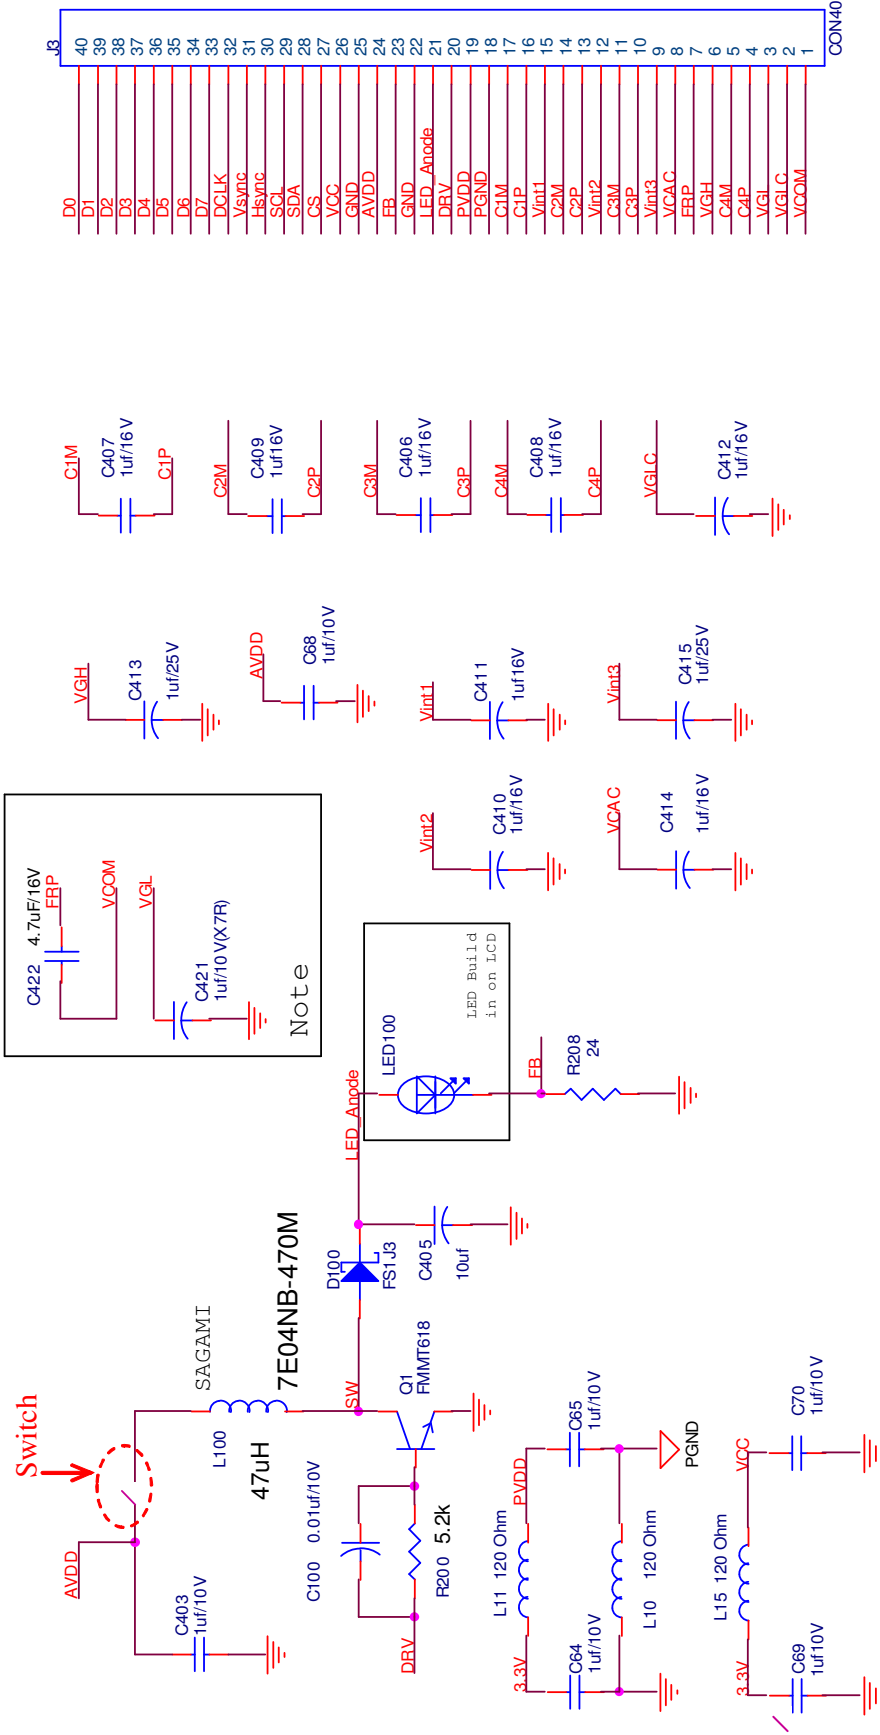 J3
40
39
38
37
36
35
34
33
32
31
30
29
28
27
26
25
24
23
22
21
20
19
18
17
16
15
14
13
12
11
10
9
8
7
6
5
4
3
2
1
CON40
D0
D1
D2
D3
D4
D5
D6
D7
DCLK
Vsync
Hsync
SCL
SDA
CS
VCC
GND
AVDD
FB
GND
LED_Anode
DRV
PVDD
PGND
C1M
C1P
Vint1
C2M
C2P
Vint2
C3M
C3P
Vint3
VCAC
FRP
VGH
C4M
C4P
VGL
VGLC
VCOM
C1M
C407
1uf/16V
C1P
C2M
C409
1uf16V
C2P
C3M
C406
1uf/16V
C3P
C4M
C408
1uf/16V
C4P
VGLC
C412
1uf/16V
VGH
C413
1uf/25V
AVDD
C68
1uf/10V
Vint1
C411
1uf16V
Vint3
C415
1uf/25V
Vint2
C410
1uf/16V
VCAC
C414
1uf/16V
C422
4.7uF/16V
FRP
VCOM
VGL
C421
1uf/10V(X7R)
Note
LED_Anode
LED100
LED Build
in on LCD
FB
R208
24
Switch
AVDD
C403
1uf/10V
SAGAMI
L100
47uH
7E04NB-470M
SW
D100
FS1J3
C405
10uf
Q1
FMMT618
C100
0.01uf/10V
R200
5.2k
DRV
PVDD
C65
1uf/10V
L11
120 Ohm
3.3V
C64
1uf/10V
L10
120 Ohm
PGND
VCC
C70
1uf/10V
L15
120 Ohm
3.3V
C69
1uf10V